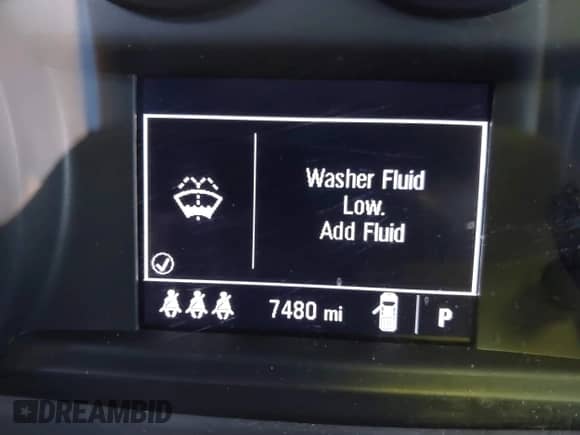 Washer Fluid
Low.
Add Fluid
7480 mi
P
DREAMBID